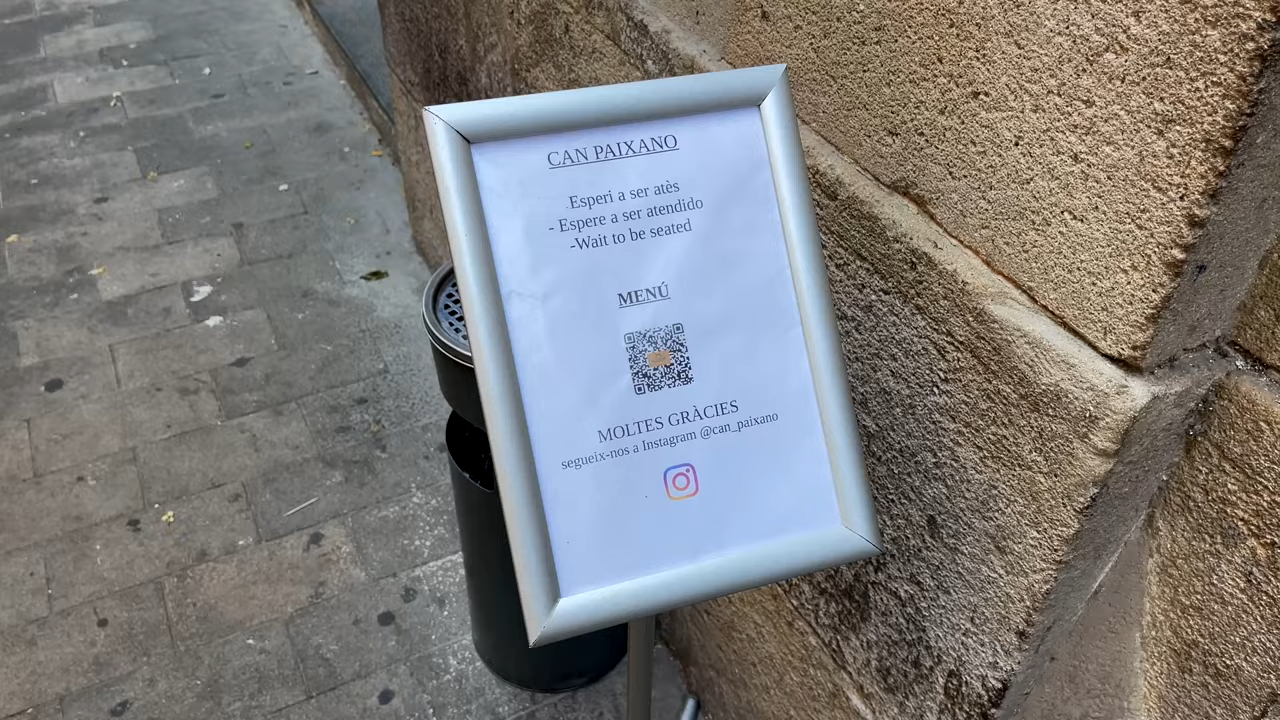 CAN PAIXANO
Esperi a ser atès
- Espere a ser atendido
-Wait to be seated
MENÚ
MOLTES GRÀCIES
segueix-nos a Instagram @can_paixano